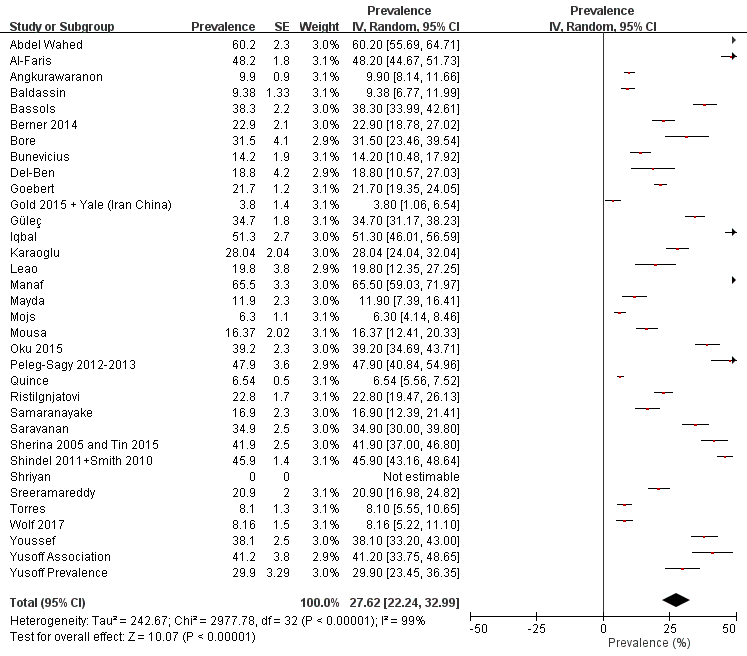 Prevalence Prevalence
Study or Subgroup Prevalence SE Weight IV, Random, 95% CI IV, Random, 95% CI
Abdel Wahed 60.2 2.3 3.0% 60.20 [55.69, 64.71]
Al-Faris 48.2 1.8 3.0% 48.20 [44.67, 51.73]
Angkurawaranon 9.9 0.9 3.1% 9.90 [8.14, 11.66]
Baldassin 9.38 1.33 3.1% 9.38 [6.77, 11.99]
Bassols 38.3 2.2 3.0% 38.30 [33.99, 42.61]
Berner 2014 22.9 2.1 3.0% 22.90 [18.78, 27.02]
Bore 31.5 4.1 2.9% 31.50 [23.46, 39.54]
Bunevicius 14.2 1.9 3.0% 14.20 [10.48, 17.92]
Del-Ben 18.8 4.2 2.9% 18.80 [10.57, 27.03]
Goebert 21.7 1.2 3.1% 21.70 [19.35, 24.05]
Gold 2015 + Yale (Iran China) 3.8 1.4 3.1% 3.80 [1.06, 6.54]
Güleç 34.7 1.8 3.0% 34.70 [31.17, 38.23]
Iqbal 51.3 2.7 3.0% 51.30 [46.01, 56.59]
Karaoglu 28.04 2.04 3.0% 28.04 [24.04, 32.04]
Leao 19.8 3.8 2.9% 19.80 [12.35, 27.25]
Manaf 65.5 3.3 3.0% 65.50 [59.03, 71.97]
Mayda 11.9 2.3 3.0% 11.90 [7.39, 16.41]
Mojs 6.3 1.1 3.1% 6.30 [4.14, 8.46]
Mousa 16.37 2.02 3.0% 16.37 [12.41, 20.33]
Oku 2015 39.2 2.3 3.0% 39.20 [34.69, 43.71]
Peleg-Sagy 2012-2013 47.9 3.6 2.9% 47.90 [40.84, 54.96]
Quince 6.54 0.5 3.1% 6.54 [5.56, 7.52]
RistiIgnjatovi 22.8 1.7 3.1% 22.80 [19.47, 26.13]
Samaranayake 16.9 2.3 3.0% 16.90 [12.39, 21.41]
Saravanan 34.9 2.5 3.0% 34.90 [30.00, 39.80]
Sherina 2005 and Tin 2015 41.9 2.5 3.0% 41.90 [37.00, 46.80]
Shindel 2011+Smith 2010 45.9 1.4 3.1% 45.90 [43.16, 48.64]
Shriyan 0 0 Not estimable
Sreeramareddy 20.9 2 3.0% 20.90 [16.98, 24.82]
Torres 8.1 1.3 3.1% 8.10 [5.55, 10.65]
Wolf 2017 8.16 1.5 3.1% 8.16 [5.22, 11.10]
Youssef 38.1 2.5 3.0% 38.10 [33.20, 43.00]
Yusoff Association 41.2 3.8 2.9% 41.20 [33.75, 48.65]
Yusoff Prevalence 29.9 3.29 3.0% 29.90 [23.45, 36.35]
Total (95% CI) 100.0% 27.62 [22.24, 32.99]
Heterogeneity: Tau² = 242.67; Chi² = 2977.78, df = 32 (P < 0.00001); I² = 99%
Test for overall effect: Z = 10.07 (P < 0.00001)
-50 -25 0 25 50
Prevalence (%)